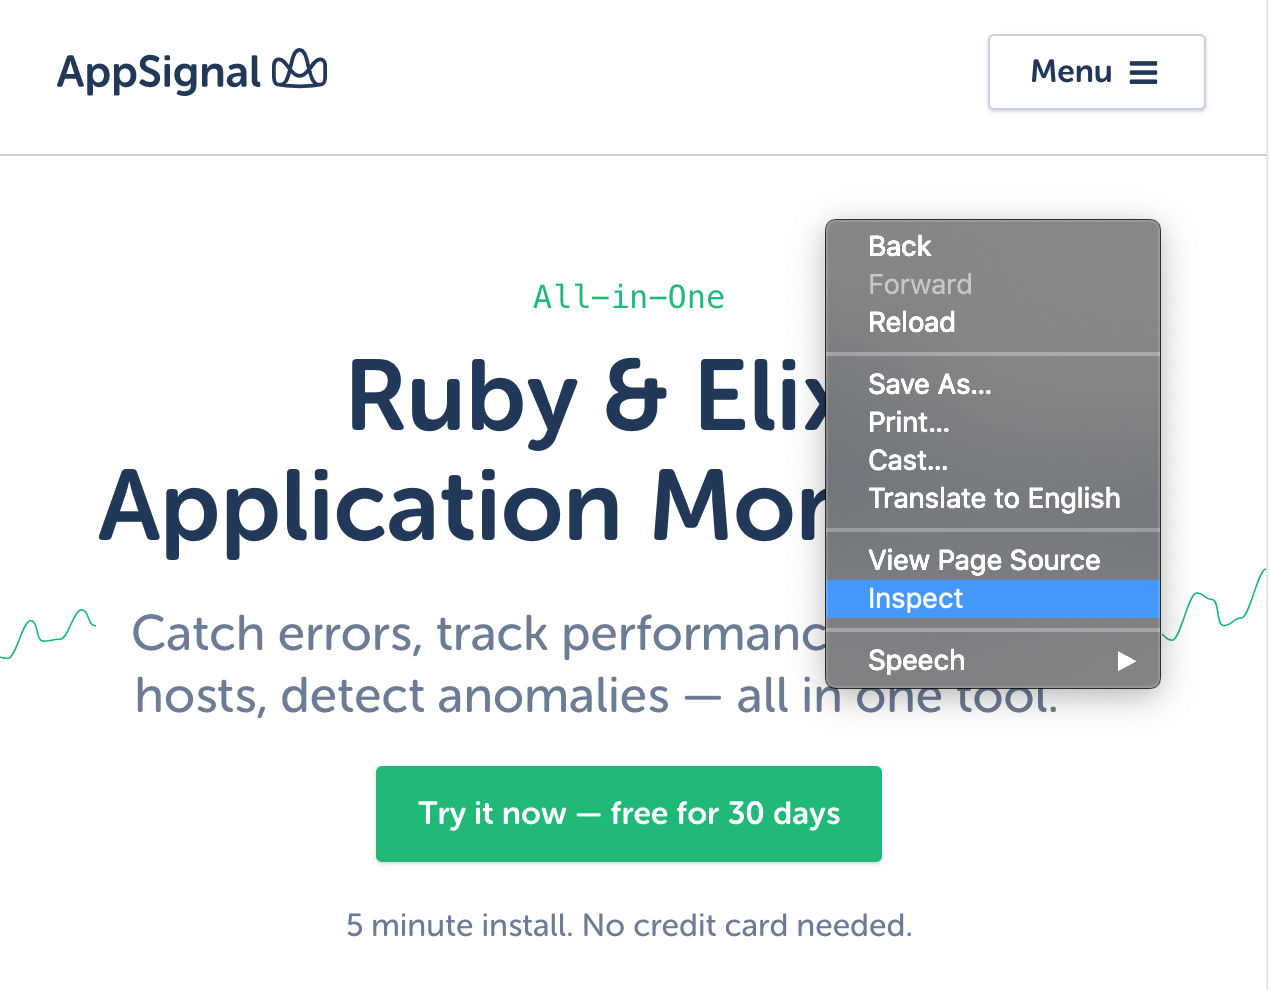 AppSignal
Menu
All-in-One
Ruby & Elix
Application Mon
Catch errors, track performanc
hosts, detect anomalies — all in one tool.
Try it now — free for 30 days
5 minute install. No credit card needed.
Back
Forward
Reload
Save As...
Print...
Cast...
Translate to English
View Page Source
Inspect
Speech